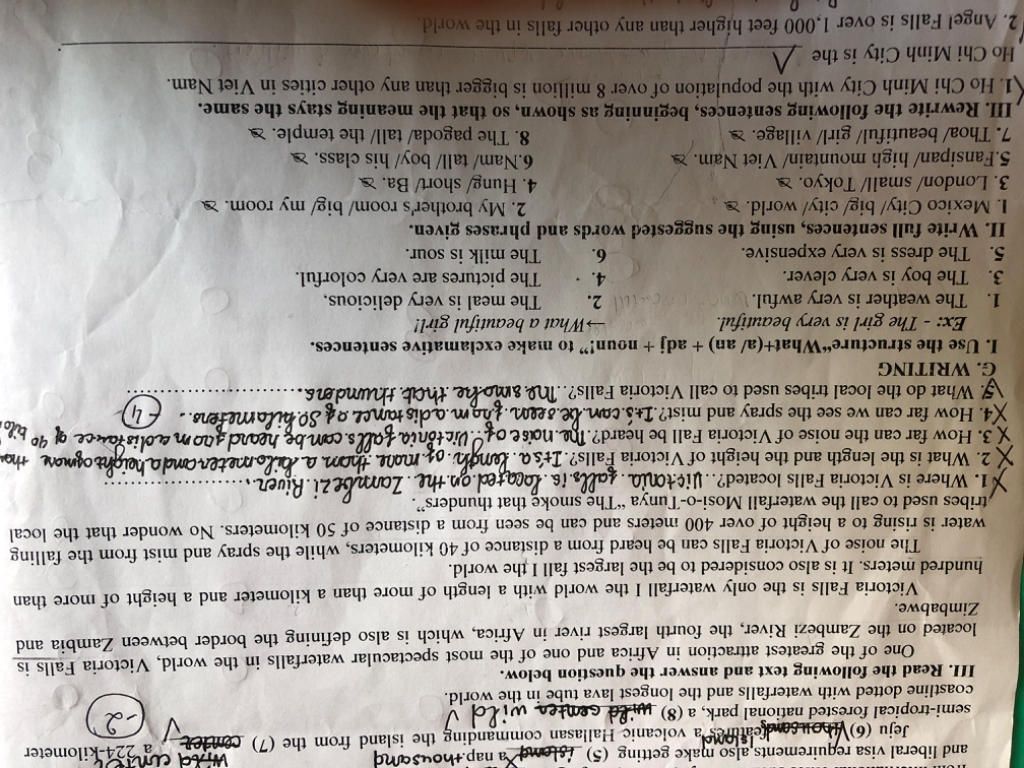 and liberal visa requirements also make getting (5) island a nap. thousand
Jeju (6) thousand island features a volcanic Hallasan commanding the island from the (7) center wild a 224-kilometer
semi-tropical forested national park, a (8) wild center wild
coastline dotted with waterfalls and the longest lava tube in the world.
-2
III. Read the following text and answer the question below.
One of the greatest attraction in Africa and one of the most spectacular waterfalls in the world, Victoria Falls is
located on the Zambezi River, the fourth largest river in Africa, which is also defining the border between Zambia and
Zimbabwe.
Victoria Falls is the only waterfall I the world with a length of more than a kilometer and a height of more than
hundred meters. It is also considered to be the largest fall I the world.
The noise of Victoria Falls can be heard from a distance of 40 kilometers, while the spray and mist from the falling
water is rising to a height of over 400 meters and can be seen from a distance of 50 kilometers. No wonder that the local
tribes used to call the waterfall Mosi-o-Tunya "The smoke that thunders".
1. Where is Victoria Falls located?..Victoria falls is located on the Zambezi River.
2. What is the length and the height of Victoria Falls?.It's a length of more than a kilometer and a height of more than
3. How far can the noise of Victoria Fall be heard?.The noise of Victoria falls can be heard from a distance of 40
4. How far can we see the spray and mist? It's can be seen from a distance of 50 kilometers.
-4
5. What do the local tribes used to call Victoria Falls?...The smoke that thunders.
G. WRITING
I. Use the structure "What+(a/ an) + adj + noun!" to make exclamative sentences.
Ex: - The girl is very beautiful. →What a beautiful girl!!
1. The weather is very awful. 2. The meal is very delicious.
3. The boy is very clever. 4. The pictures are very colorful.
5. The dress is very expensive. 6. The milk is sour.
II. Write full sentences, using the suggested words and phrases given.
1. Mexico City/ big/ city/ world. 2. My brother's room/ big/ my room.
3. London/ small/ Tokyo. 4. Hung/ short/ Ba.
5.Fansipan/ high mountain/ Viet Nam. 6.Nam/ tall/ boy/ his class.
7. Thoa/ beautiful/ girl/ village. 8. The pagoda/ tall/ the temple.
III. Rewrite the following sentences, beginning as shown, so that the meaning stays the same.
1. Ho Chi Minh City with the population of over 8 million is bigger than any other cities in Viet Nam.
Ho Chi Minh City is the
2. Angel Falls is over 1,000 feet higher than any other falls in the world.